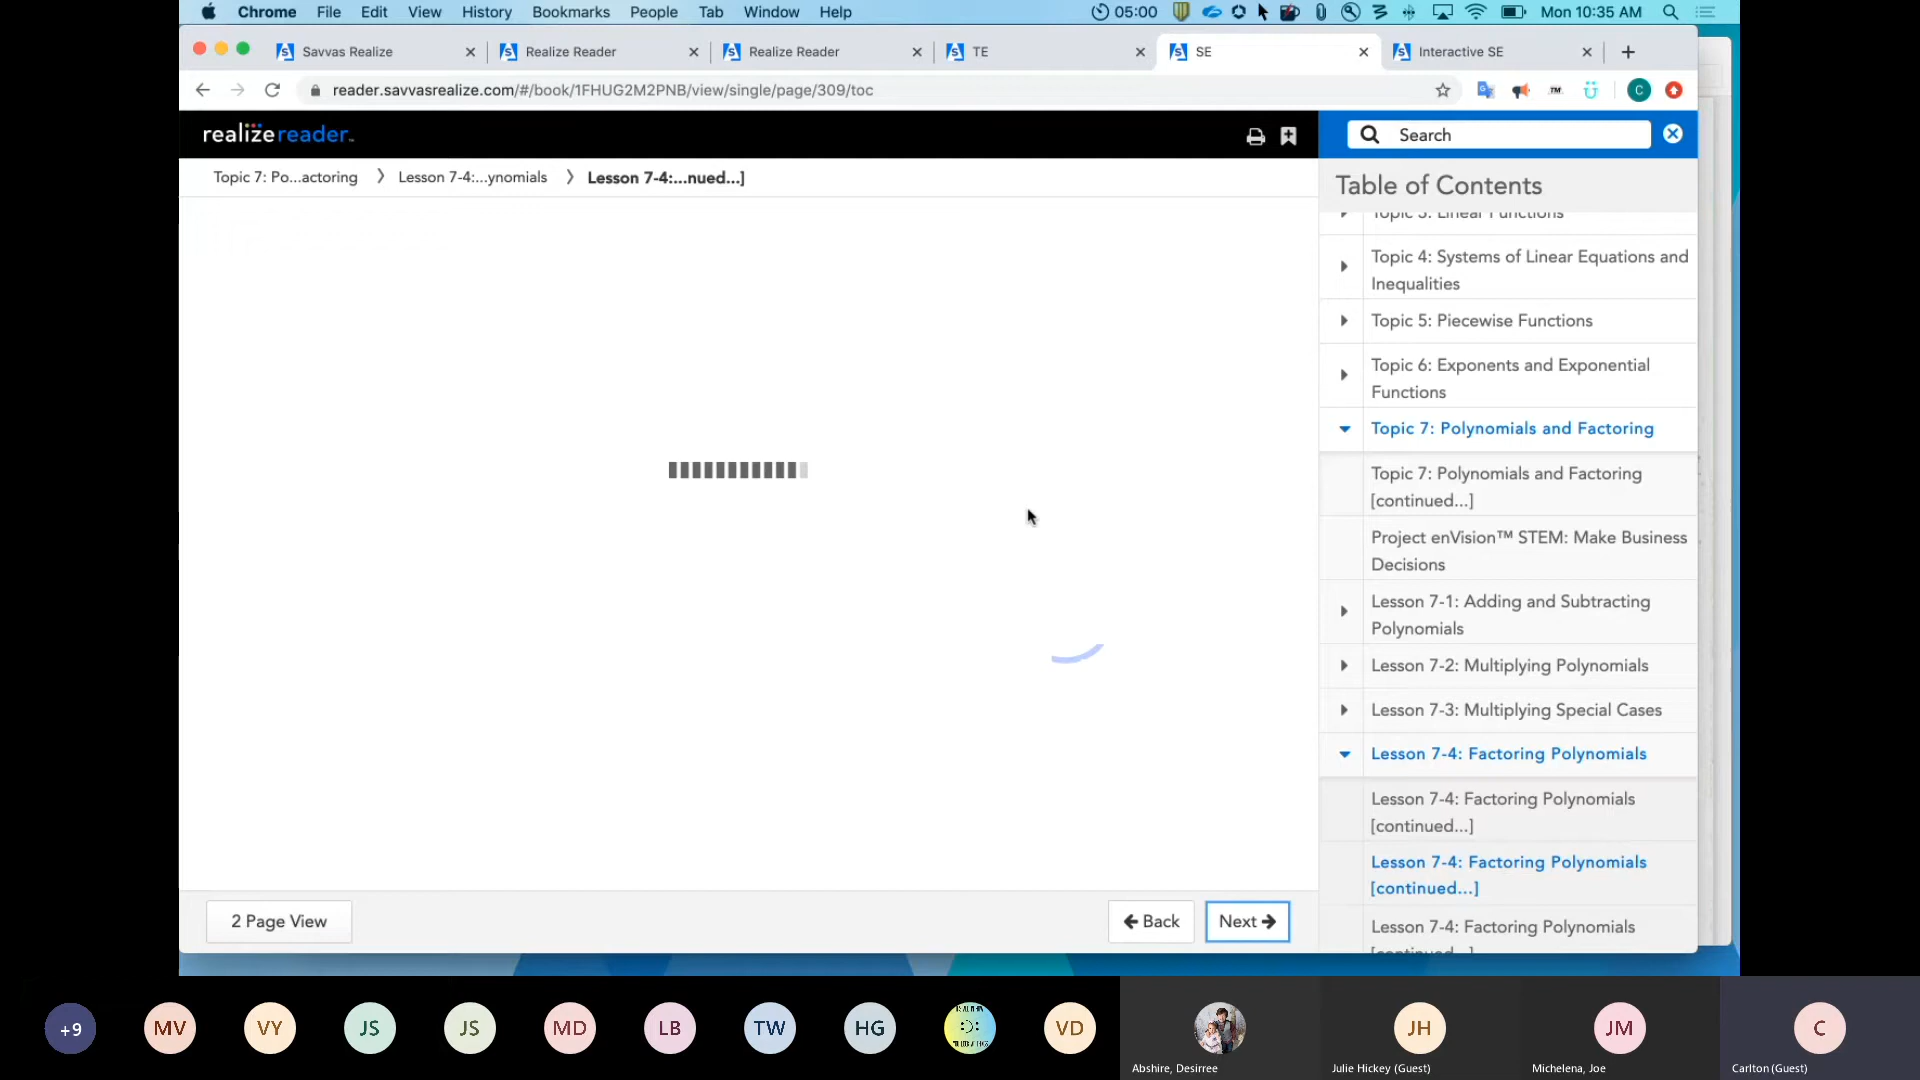 Chrome File Edit View History Bookmarks People Tab Window Help 05:00 Mon 10:35 AM
Savvas Realize
Realize Reader
Realize Reader
TE
SE
Interactive SE
reader.savvasrealize.com/#/book/1FHUG2M2PNB/view/single/page/309/toc
TM
C
realizereader
Search
Topic 7: Po...actoring
Lesson 7-4:...ynomials
Lesson 7-4:...nued...]
Table of Contents
Topic 3: Linear Functions
Topic 4: Systems of Linear Equations and
Inequalities
Topic 5: Piecewise Functions
Topic 6: Exponents and Exponential
Functions
Topic 7: Polynomials and Factoring
Topic 7: Polynomials and Factoring
[continued...]
Project enVision™ STEM: Make Business
Decisions
Lesson 7-1: Adding and Subtracting
Polynomials
Lesson 7-2: Multiplying Polynomials
Lesson 7-3: Multiplying Special Cases
Lesson 7-4: Factoring Polynomials
Lesson 7-4: Factoring Polynomials
[continued...]
Lesson 7-4: Factoring Polynomials
[continued...]
Lesson 7-4: Factoring Polynomials
[continued...]
2 Page View
Back
Next
+9
MV
VY
JS
JS
MD
LB
TW
HG
VD
JH
JM
C
Abshire, Desirree
Julie Hickey (Guest)
Michelena, Joe
Carlton (Guest)